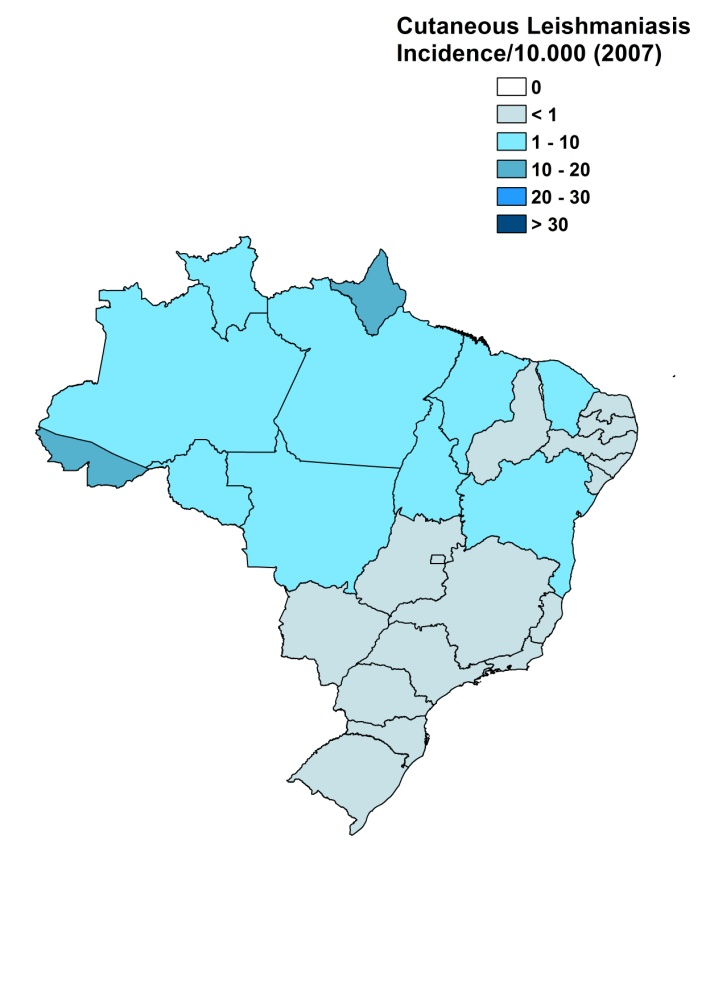 Cutaneous Leishmaniasis
Incidence/10.000 (2007)
0
< 1
1 - 10
10 - 20
20 - 30
> 30